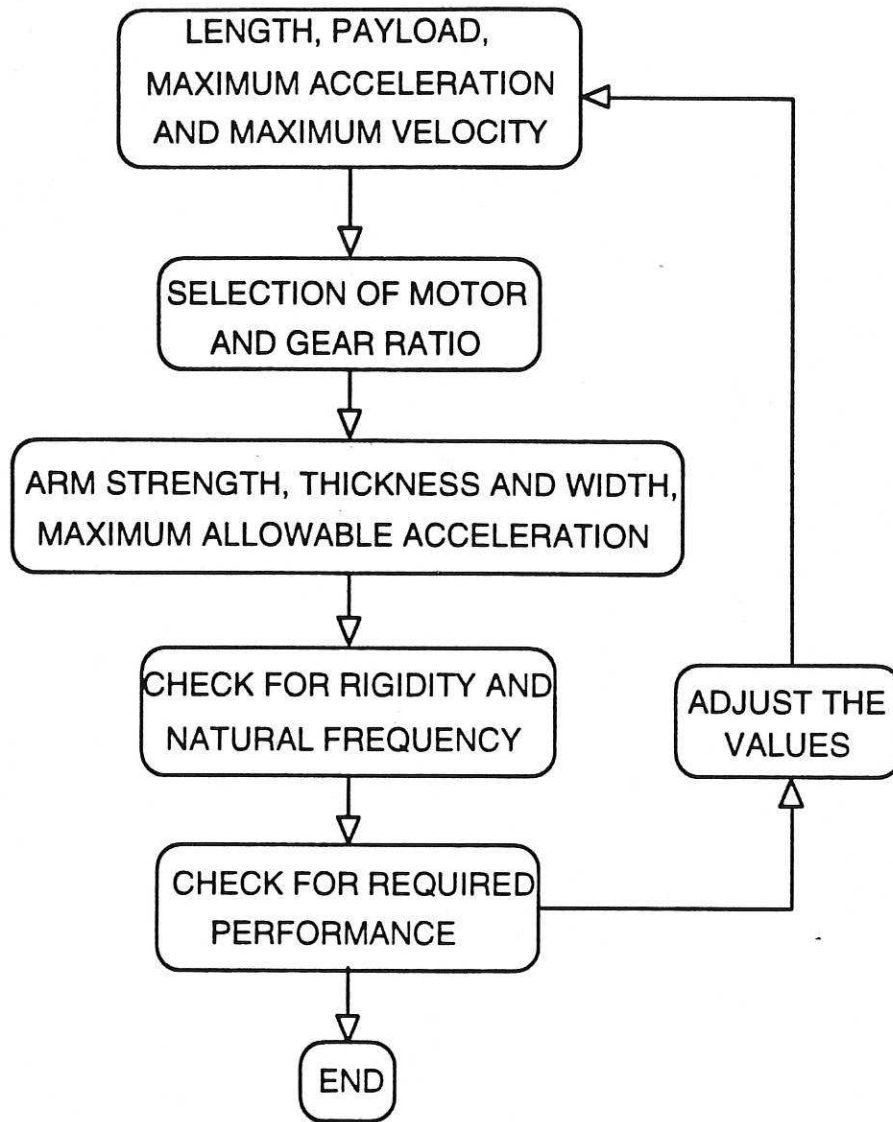 LENGTH, PAYLOAD,
MAXIMUM ACCELERATION
AND MAXIMUM VELOCITY
SELECTION OF MOTOR
AND GEAR RATIO
ARM STRENGTH, THICKNESS AND WIDTH,
MAXIMUM ALLOWABLE ACCELERATION
CHECK FOR RIGIDITY AND
NATURAL FREQUENCY
ADJUST THE
VALUES
CHECK FOR REQUIRED
PERFORMANCE
END